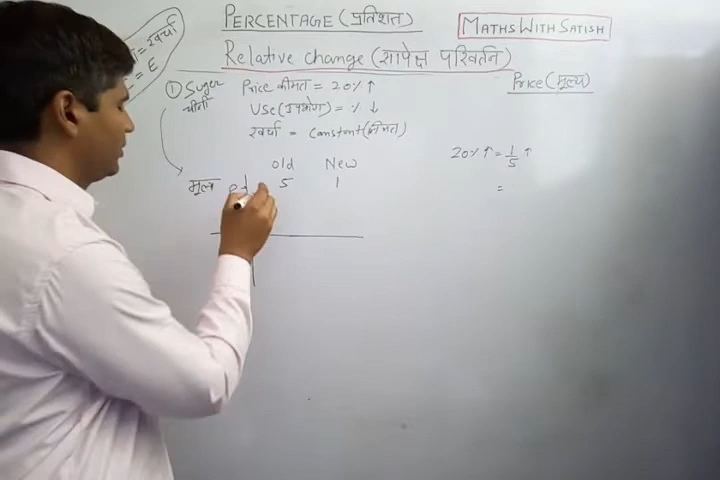 PERCENTAGE (प्रतिशत)
MATHS WITH SATISH
Relative change (सापेक्ष परिवर्तन)
= खर्चा
= E
Price (मूल्य)
① Suger Price कीमत = 20% ↑
चीनी USe (उपभोग) = % ↓
खर्चा = constant (नियत)
Old New
20% ↑ = 1/5 ↑
मूल्य 5 1
=